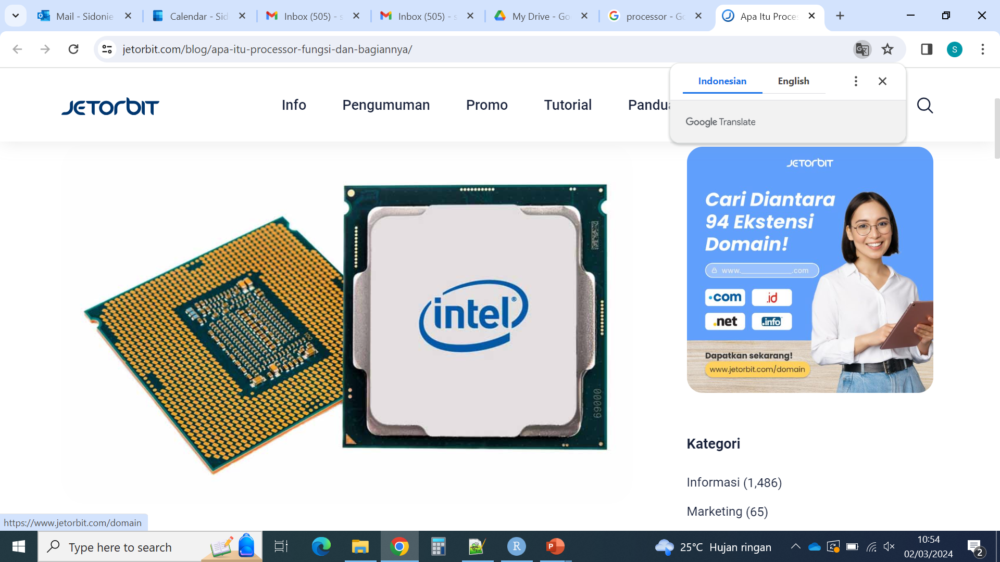 Mail - Sidonie
Calendar - Sid
Inbox (505) - s
Inbox (505) - s
My Drive - Go
processor - Go
Apa Itu Proces
jetorbit.com/blog/apa-itu-processor-fungsi-dan-bagiannya/
S
Indonesian
English
Google Translate
JETORBIT
Info
Pengumuman
Promo
Tutorial
Pandua
intel®
69000
JETORBIT
Cari Diantara
94 Ekstensi
Domain!
www.______________.com
.com
.id
.net
.info
Dapatkan sekarang!
www.jetorbit.com/domain
Kategori
Informasi (1,486)
Marketing (65)
https://www.jetorbit.com/domain
Type here to search
R
P
25°C Hujan ringan
10:54
02/03/2024
2